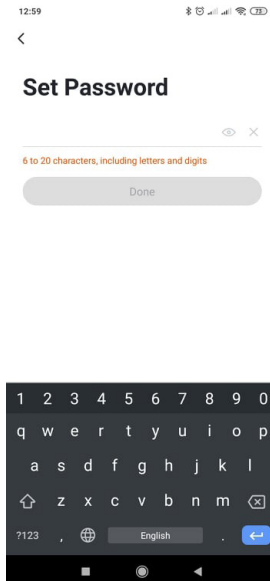 12:59
73
Set Password
6 to 20 characters, including letters and digits
Done
1 2 3 4 5 6 7 8 9 0
q w e r t y u i o p
a s d f g h j k l
z x c v b n m
?123 , English .